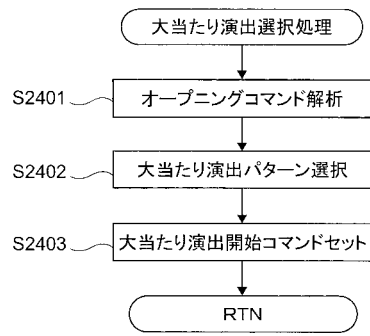 大当たり演出選択処理
S2401
オープニングコマンド解析
S2402
大当たり演出パターン選択
S2403
大当たり演出開始コマンドセット
RTN